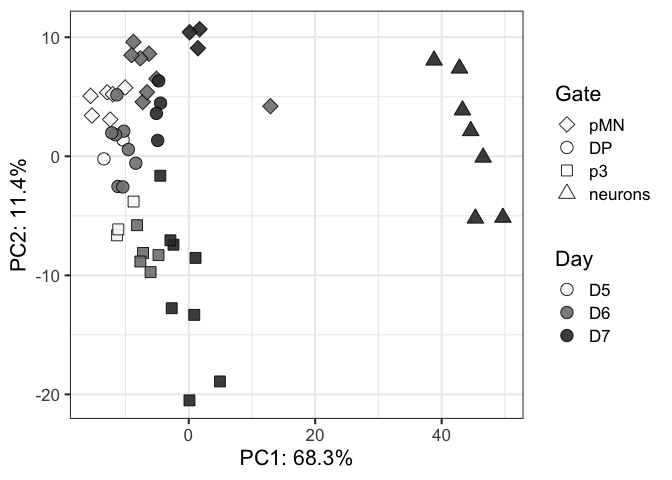 10
0
-10
-20
PC2: 11.4%
0
20
40
PC1: 68.3%
Gate
pMN
DP
p3
neurons
Day
D5
D6
D7